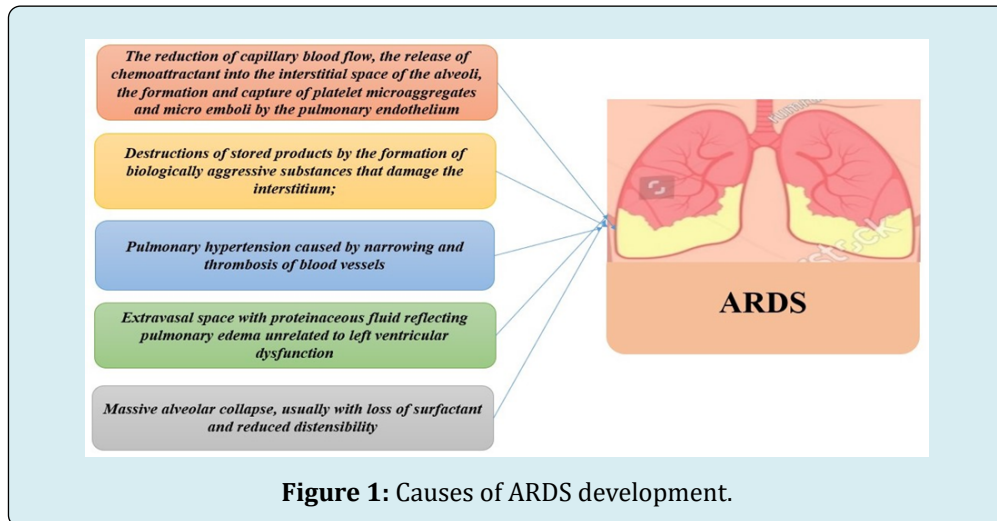 The reduction of capillary blood flow, the release of
chemoattractant into the interstitial space of the alveoli,
the formation and capture of platelet microaggregates
and micro emboli by the pulmonary endothelium
Destructions of stored products by the formation of
biologically aggressive substances that damage the
interstitium;
Pulmonary hypertension caused by narrowing and
thrombosis of blood vessels
Extravasal space with proteinaceous fluid reflecting
pulmonary edema unrelated to left ventricular
dysfunction
Massive alveolar collapse, usually with loss of surfactant
and reduced distensibility
ARDS
Figure 1: Causes of ARDS development.